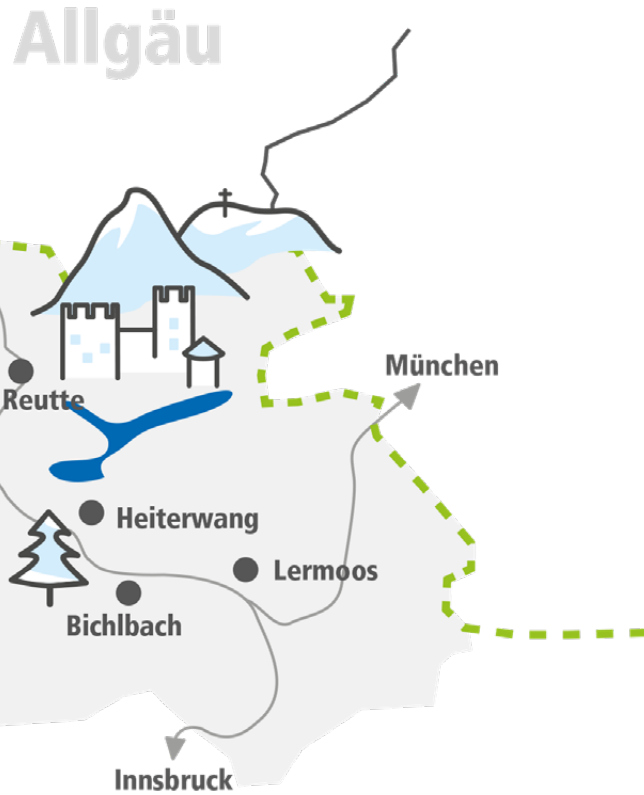 Allgäu
München
Reutte
Heiterwang
Lermoos
Bichlbach
Innsbruck